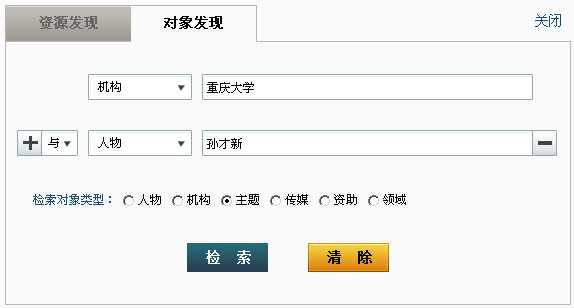 资源发现 对象发现 关闭
机构 重庆大学
与 人物 孙才新
检索对象类型： 人物 机构 主题 传媒 资助 领域
检 索 清 除